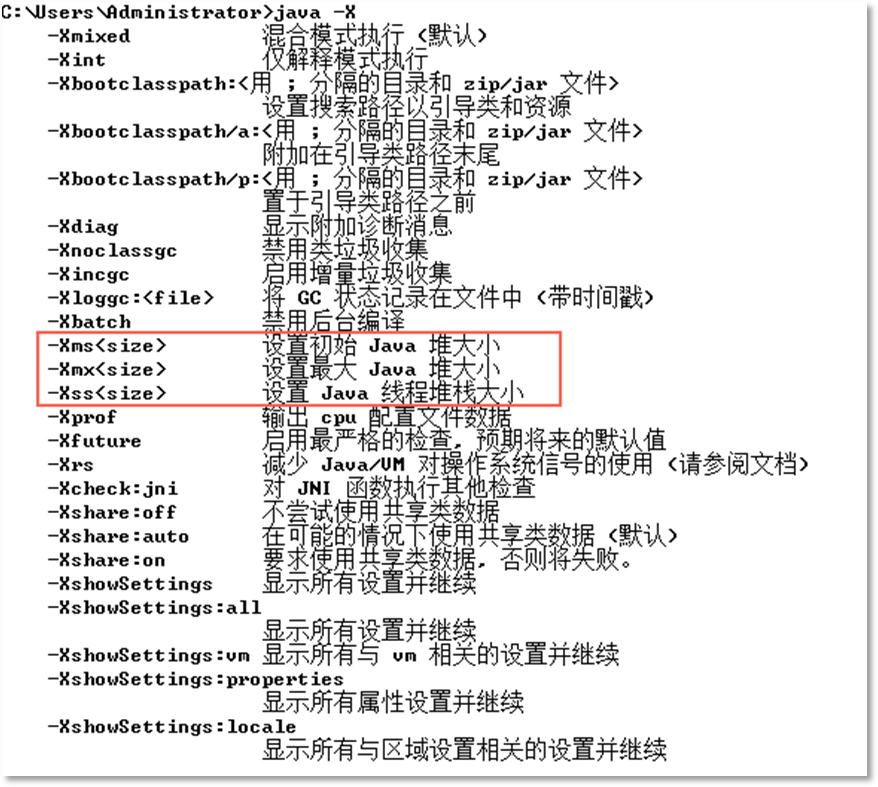 C:\Users\Administrator>java -X
-Xmixed 混合模式执行 (默认)
-Xint 仅解释模式执行
-Xbootclasspath:<用 ; 分隔的目录和 zip/jar 文件>
设置搜索路径以引导类和资源
-Xbootclasspath/a:<用 ; 分隔的目录和 zip/jar 文件>
附加在引导类路径末尾
-Xbootclasspath/p:<用 ; 分隔的目录和 zip/jar 文件>
置于引导类路径之前
-Xdiag 显示附加诊断消息
-Xnoclassgc 禁用类垃圾收集
-Xincgc 启用增量垃圾收集
-Xloggc:<file> 将 GC 状态记录在文件中 (带时间戳)
-Xbatch 禁用后台编译
-Xms<size> 设置初始 Java 堆大小
-Xmx<size> 设置最大 Java 堆大小
-Xss<size> 设置 Java 线程堆栈大小
-Xprof 输出 cpu 配置文件数据
-Xfuture 启用最严格的检查, 预期将来的默认值
-Xrs 减少 Java/VM 对操作系统信号的使用 (请参阅文档)
-Xcheck:jni 对 JNI 函数执行其他检查
-Xshare:off 不尝试使用共享类数据
-Xshare:auto 在可能的情况下使用共享类数据 (默认)
-Xshare:on 要求使用共享类数据, 否则将失败。
-XshowSettings 显示所有设置并继续
-XshowSettings:all
显示所有设置并继续
-XshowSettings:vm 显示所有与 vm 相关的设置并继续
-XshowSettings:properties
显示所有属性设置并继续
-XshowSettings:locale
显示所有与区域设置相关的设置并继续